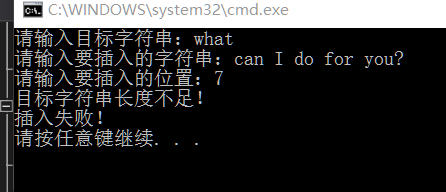 C:\WINDOWS\system32\cmd.exe
请输入目标字符串：what
请输入要插入的字符串：can I do for you?
请输入要插入的位置：7
目标字符串长度不足！
插入失败！
请按任意键继续. . .